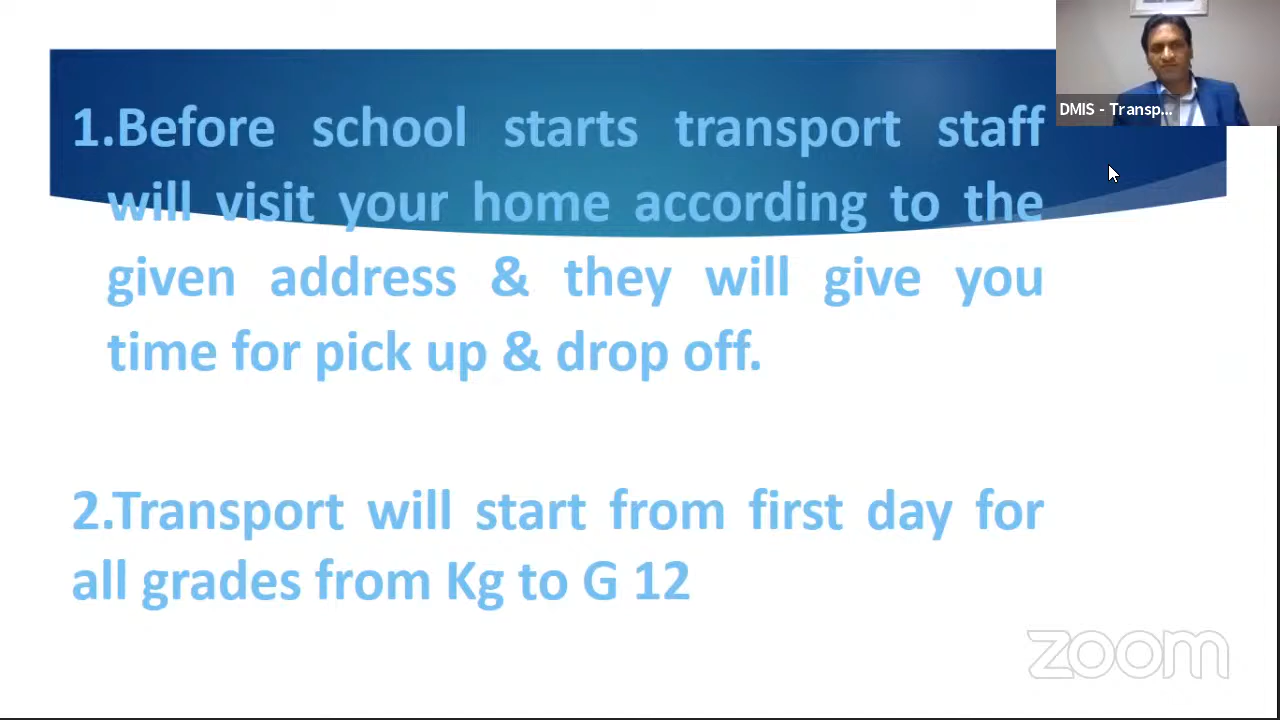 DMIS - Transp...
1.Before school starts transport staff
will visit your home according to the
given address & they will give you
time for pick up & drop off.
2.Transport will start from first day for
all grades from Kg to G 12
zoom